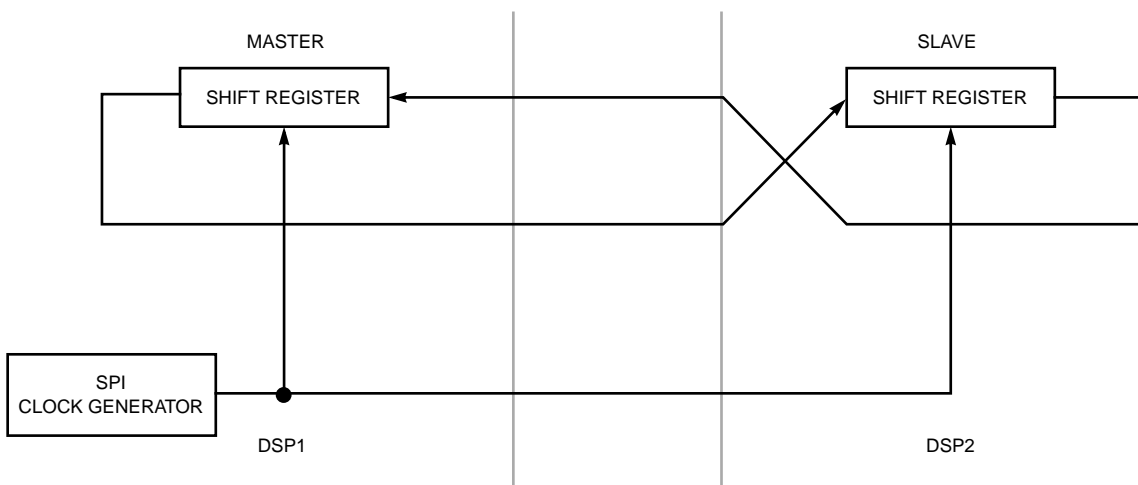 MASTER
SLAVE
SHIFT REGISTER
SHIFT REGISTER
SPI
CLOCK GENERATOR
DSP1
DSP2